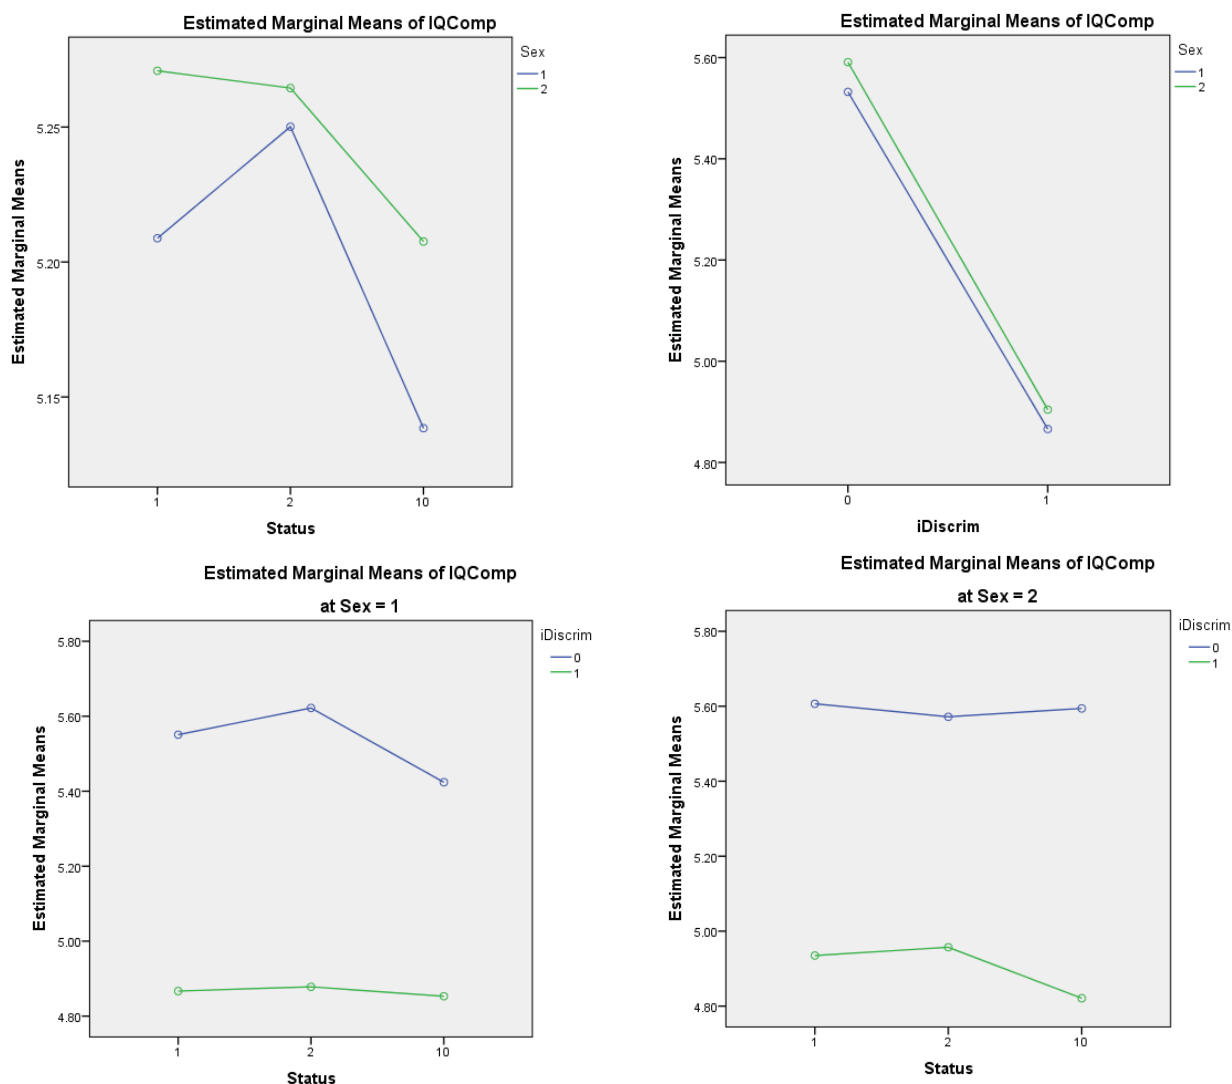 Estimated Marginal Means of IQComp
Sex
1
2
5.25
5.20
5.15
Estimated Marginal Means
1
2
10
Status
Estimated Marginal Means of IQComp
Sex
1
2
5.60
5.40
5.20
5.00
4.80
Estimated Marginal Means
0
1
iDiscrim
Estimated Marginal Means of IQComp
at Sex = 1
iDiscrim
0
1
5.80
5.60
5.40
5.20
5.00
4.80
Estimated Marginal Means
1
2
10
Status
Estimated Marginal Means of IQComp
at Sex = 2
iDiscrim
0
1
5.80
5.60
5.40
5.20
5.00
4.80
Estimated Marginal Means
1
2
10
Status